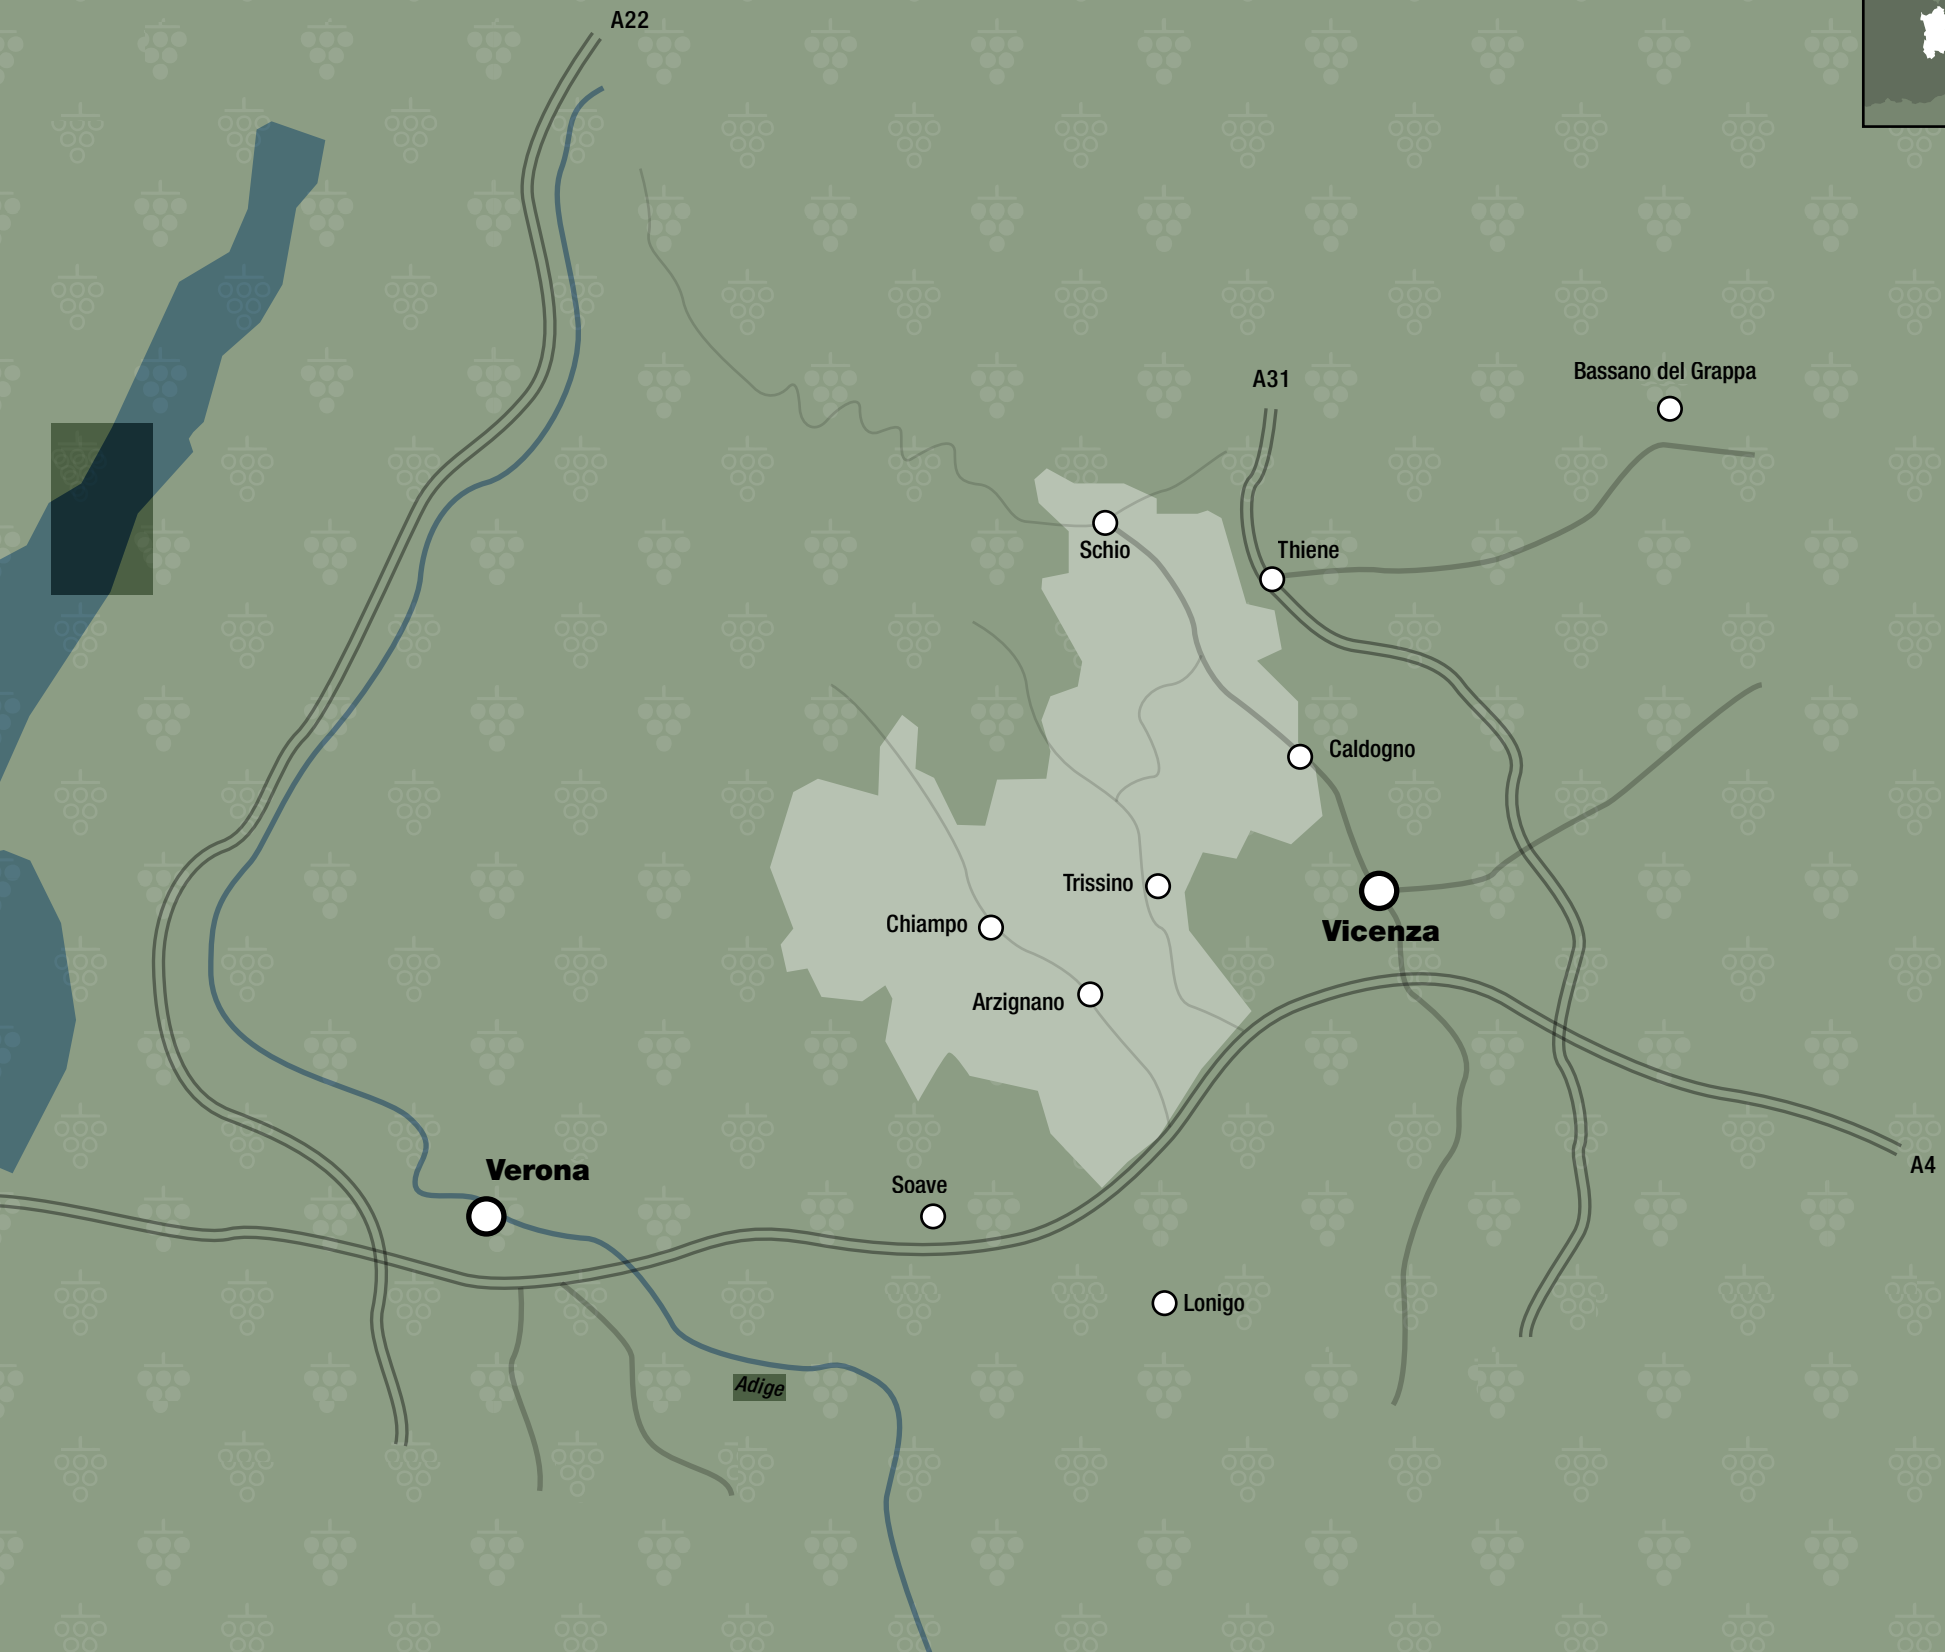 A22
A31
Bassano del Grappa
Schio
Thiene
Caldogno
Trissino
Chiampo
Vicenza
Arzignano
A4
Verona
Soave
Lonigo
Adige